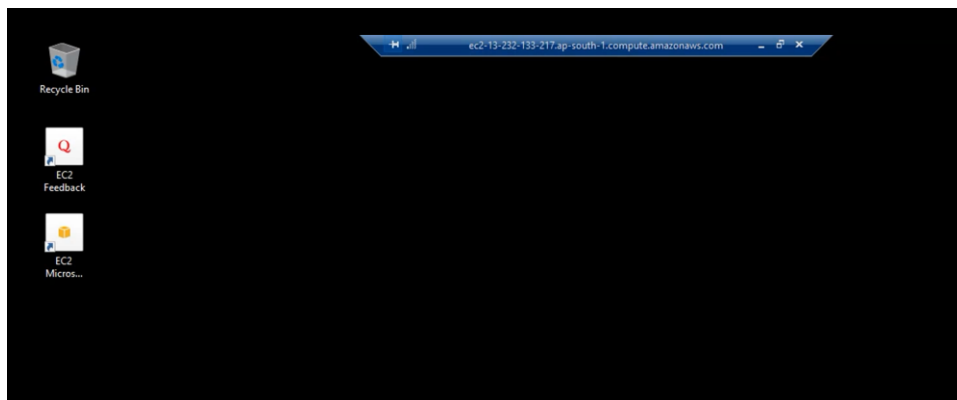 ec2-13-232-133-217.ap-south-1.compute.amazonaws.com
Recycle Bin
Q
EC2
Feedback
EC2
Micros...